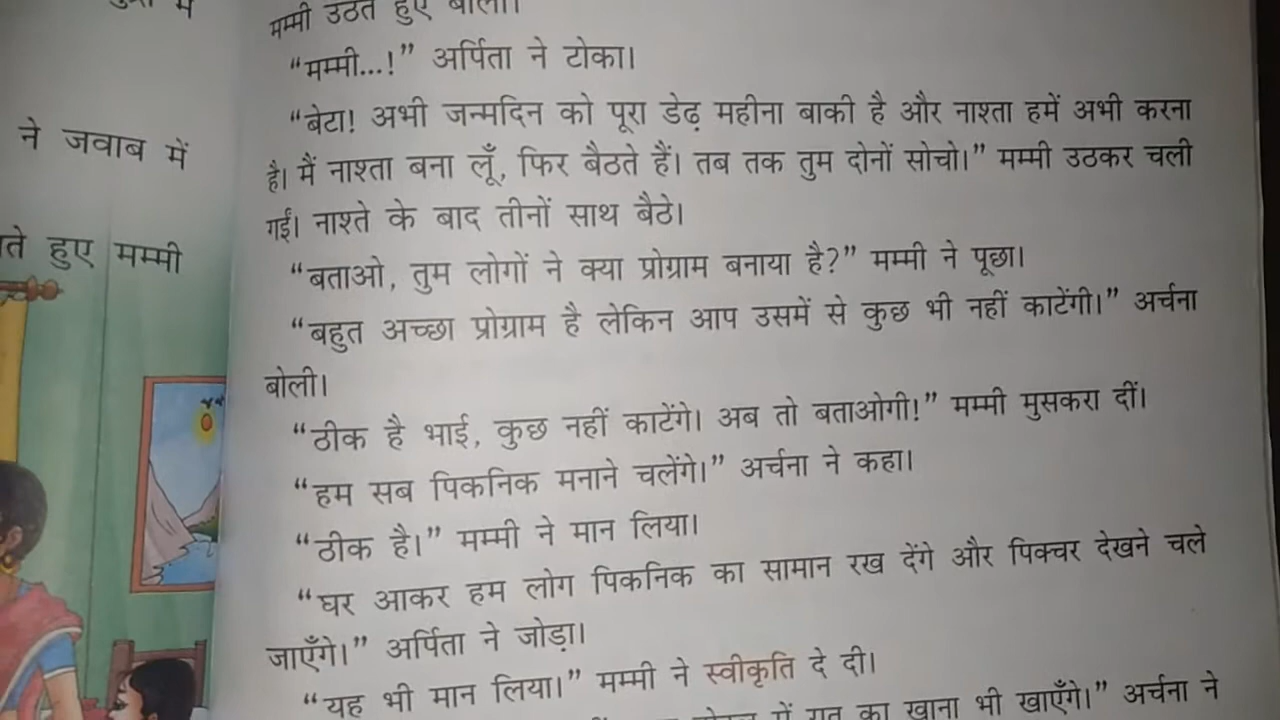 ने जवाब में
हुए मम्मी
मम्मी उठते हुए बोलीं।
“मम्मी...!” अर्पिता ने टोका।
“बेटा! अभी जन्मदिन को पूरा डेढ़ महीना बाकी है और नाश्ता हमें अभी करना
है। मैं नाश्ता बना लूँ, फिर बैठते हैं। तब तक तुम दोनों सोचो।” मम्मी उठकर चली
गईं। नाश्ते के बाद तीनों साथ बैठे।
“बताओ, तुम लोगों ने क्या प्रोग्राम बनाया है?” मम्मी ने पूछा।
“बहुत अच्छा प्रोग्राम है लेकिन आप उसमें से कुछ भी नहीं काटेंगी।” अर्चना
बोली।
“ठीक है भाई, कुछ नहीं काटेंगे। अब तो बताओगी!” मम्मी मुसकरा दीं।
“हम सब पिकनिक मनाने चलेंगे।” अर्चना ने कहा।
“ठीक है।” मम्मी ने मान लिया।
“घर आकर हम लोग पिकनिक का सामान रख देंगे और पिक्चर देखने चले
जाएँगे।” अर्पिता ने जोड़ा।
“यह भी मान लिया।” मम्मी ने स्वीकृति दे दी।
में रात का खाना भी खाएँगे।” अर्चना ने